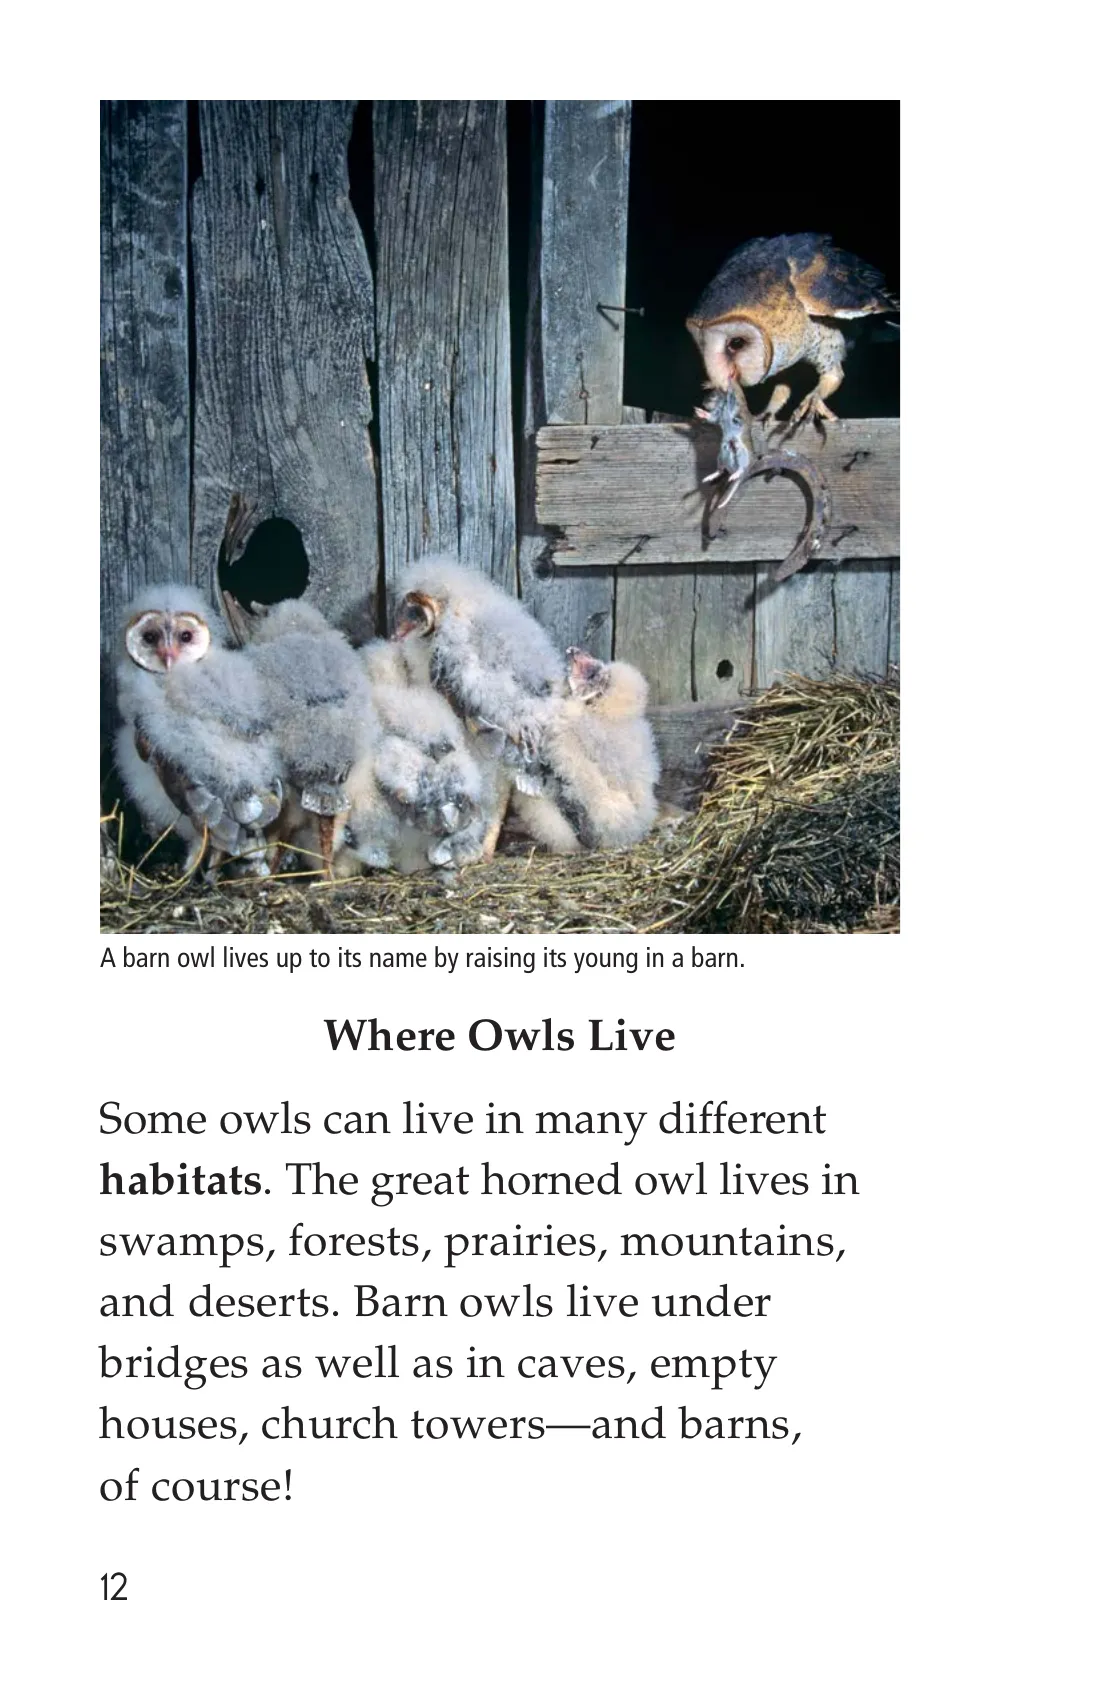 A barn owl lives up to its name by raising its young in a barn.
Where Owls Live
Some owls can live in many different
habitats. The great horned owl lives in
swamps, forests, prairies, mountains,
and deserts. Barn owls live under
bridges as well as in caves, empty
houses, church towers—and barns,
of course!
12